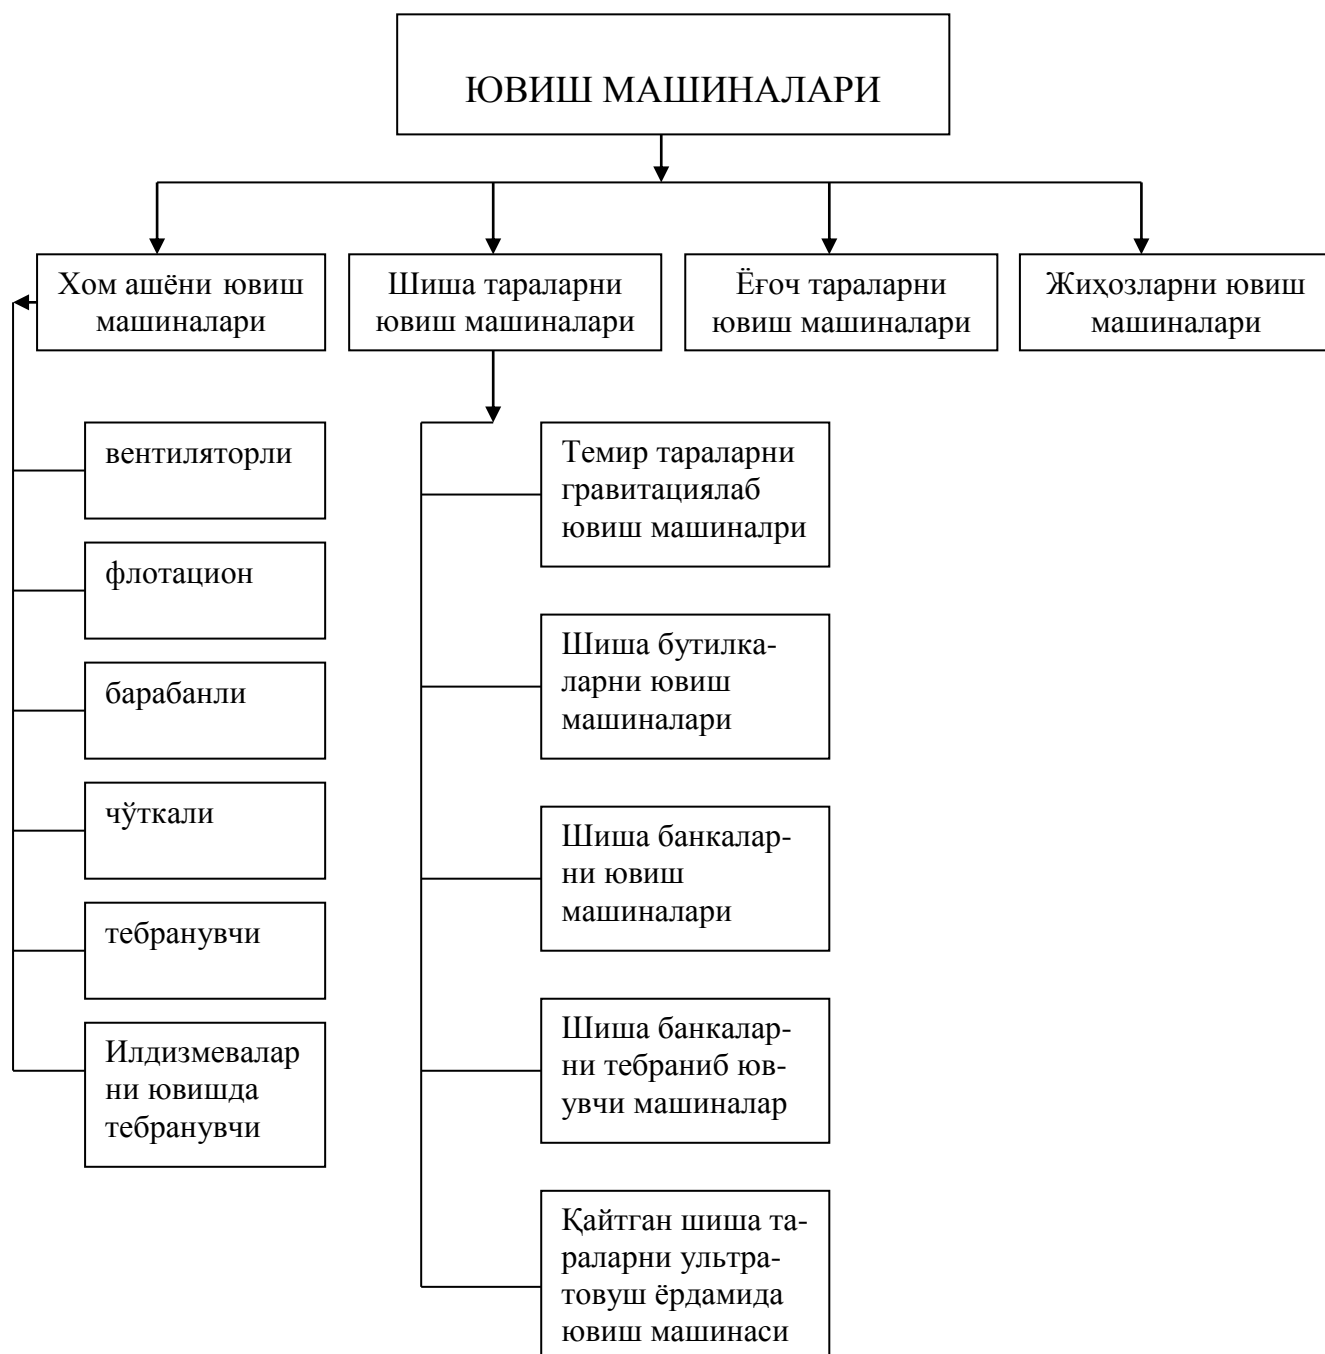 ЮВИШ МАШИНАЛАРИ
Хом ашёни ювиш
машиналари
Шиша тараларни
ювиш машиналари
Ёғоч тараларни
ювиш машиналари
Жиҳозларни ювиш
машиналари
вентиляторли
флотацион
барабанли
чўткали
тебранувчи
Илдизмевалар
ни ювишда
тебранувчи
Темир тараларни
гравитациялаб
ювиш машиналри
Шиша бутилка-
ларни ювиш
машиналари
Шиша банкалар-
ни ювиш
машиналари
Шиша банкалар-
ни тебраниб юв-
увчи машиналар
Қайтган шиша та-
раларни ультра-
товуш ёрдамида
ювиш машинаси